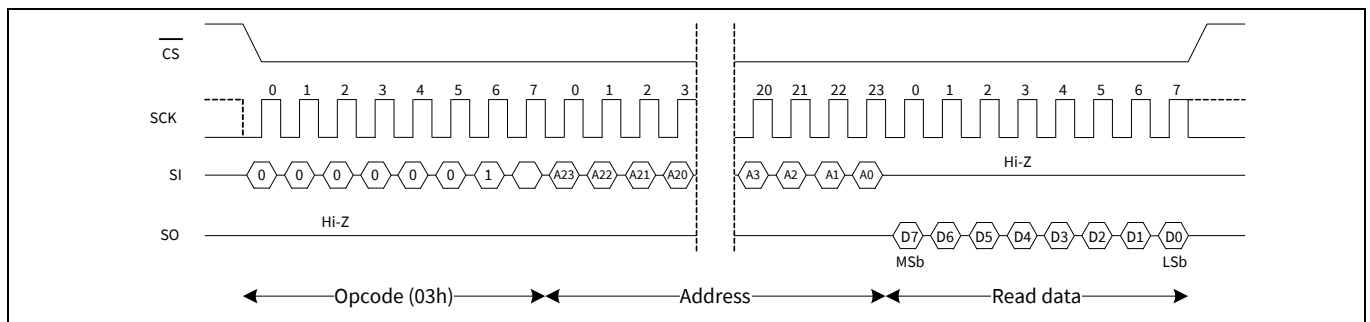 CS
0 1 2 3 4 5 6 7 0 1 2 3 20 21 22 23 0 1 2 3 4 5 6 7
SCK
Hi-Z
SI 0 0 0 0 0 0 1 A23 A22 A21 A20 A3 A2 A1 A0
Hi-Z
SO D7 D6 D5 D4 D3 D2 D1 D0
MSb LSb
Opcode (03h) Address Read data